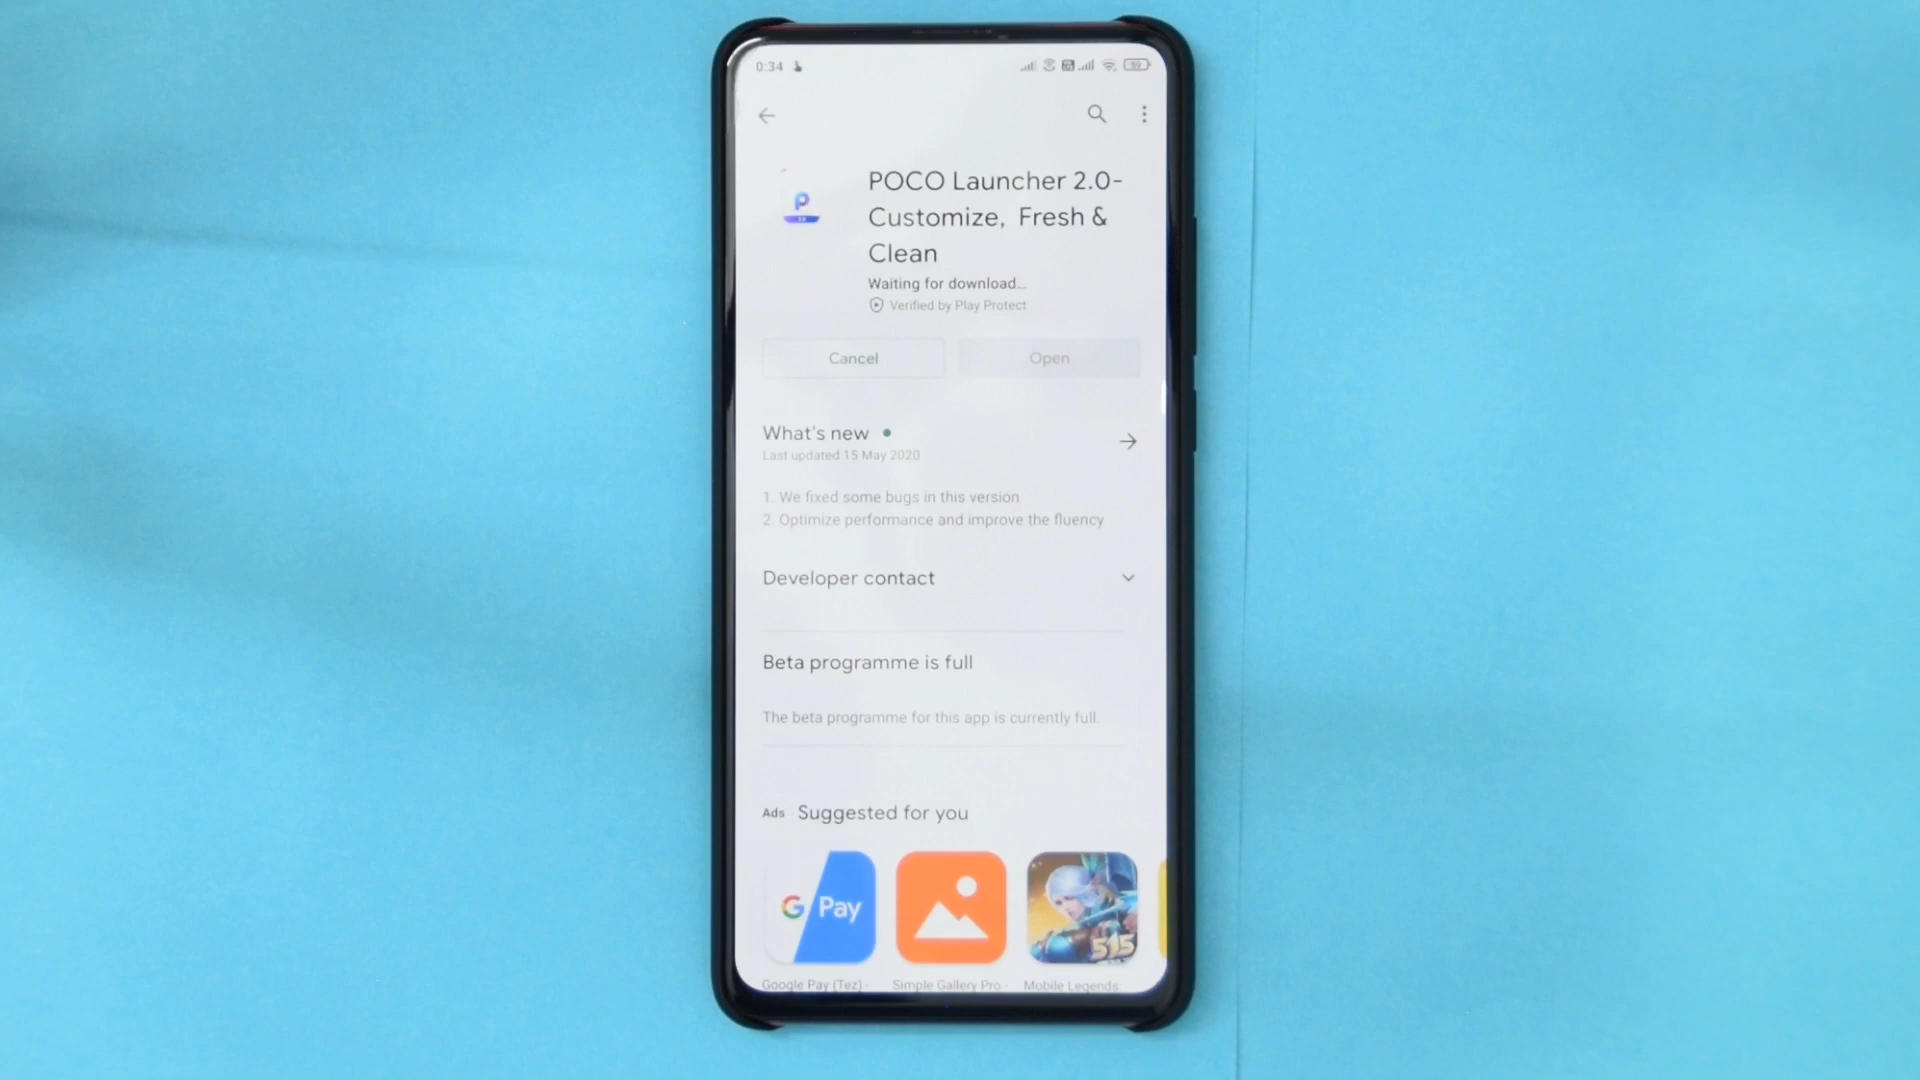 0:34
59
POCO Launcher 2.0-
Customize, Fresh &
Clean
Waiting for download...
Verified by Play Protect
Cancel
Open
What's new
Last updated 15 May 2020
1. We fixed some bugs in this version
2. Optimize performance and improve the fluency
Developer contact
Beta programme is full
The beta programme for this app is currently full.
Ads Suggested for you
G Pay
515
Google Pay (Tez) -
Simple Gallery Pro -
Mobile Legends: